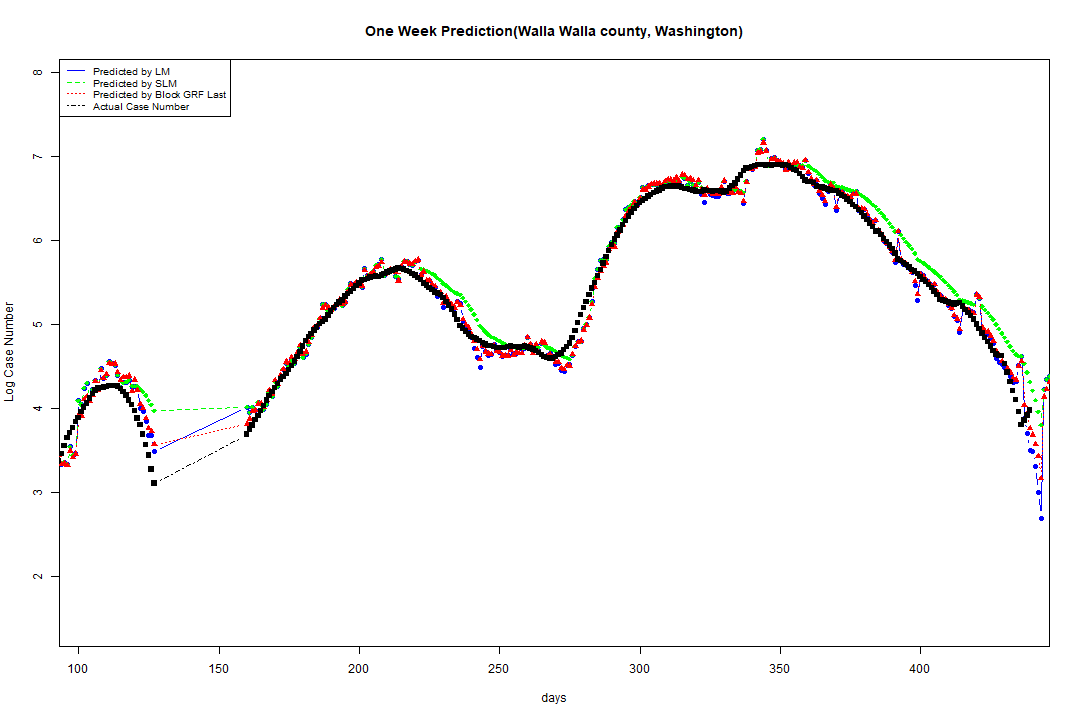 One Week Prediction(Walla Walla county, Washington)
Predicted by LM
Predicted by SLM
Predicted by Block GRF Last
Actual Case Number
8
7
6
5
4
3
2
Log Case Number
100 150 200 250 300 350 400
days